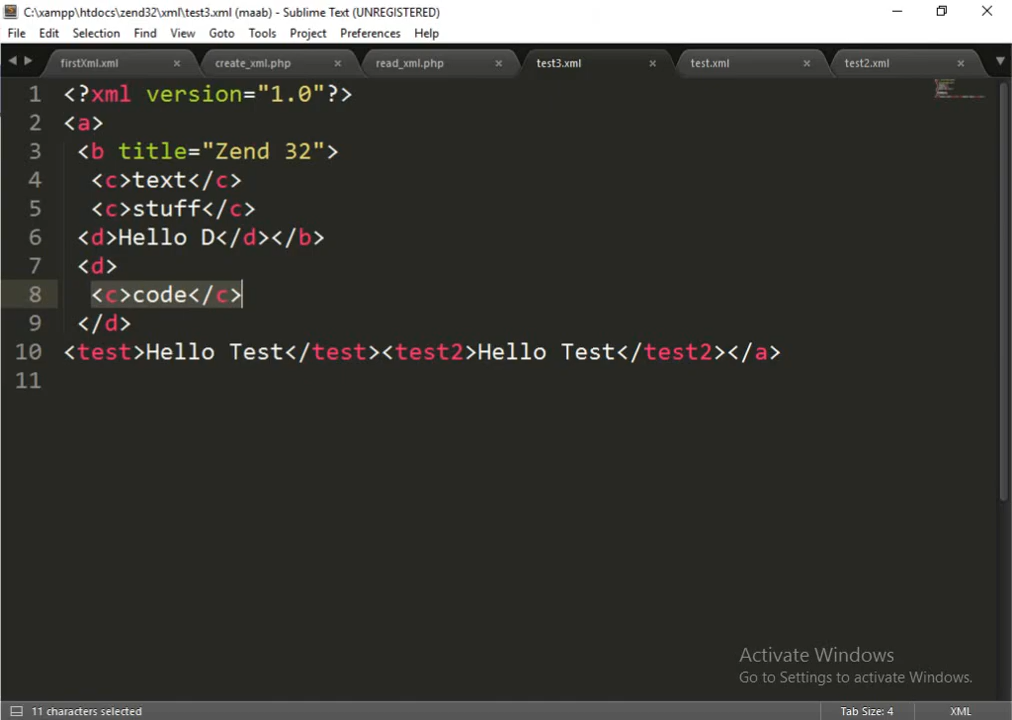 C:\xampp\htdocs\zend32\xml\test3.xml (maab) - Sublime Text (UNREGISTERED)
File Edit Selection Find View Goto Tools Project Preferences Help
firstXml.xml create_xml.php read_xml.php test3.xml test.xml test2.xml
1 <?xml version="1.0"?>
2 <a>
3 <b title="Zend 32">
4 <c>text</c>
5 <c>stuff</c>
6 <d>Hello D</d></b>
7 <d>
8 <c>code</c>
9 </d>
10 <test>Hello Test</test><test2>Hello Test</test2></a>
11
Activate Windows
Go to Settings to activate Windows.
11 characters selected Tab Size: 4 XML